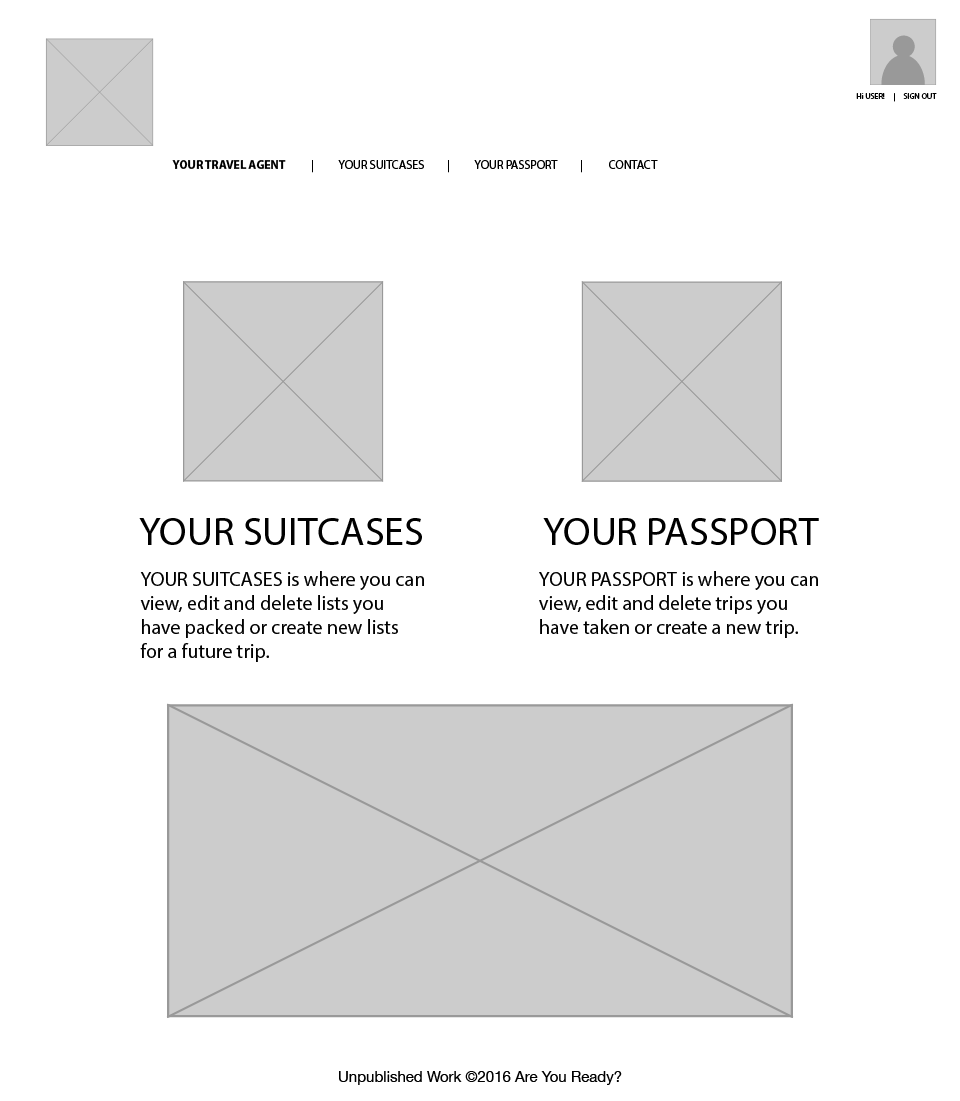 Hi USER! | SIGN OUT
YOUR TRAVEL AGENT | YOUR SUITCASES | YOUR PASSPORT | CONTACT
YOUR SUITCASES
YOUR SUITCASES is where you can
view, edit and delete lists you
have packed or create new lists
for a future trip.
YOUR PASSPORT
YOUR PASSPORT is where you can
view, edit and delete trips you
have taken or create a new trip.
Unpublished Work ©2016 Are You Ready?